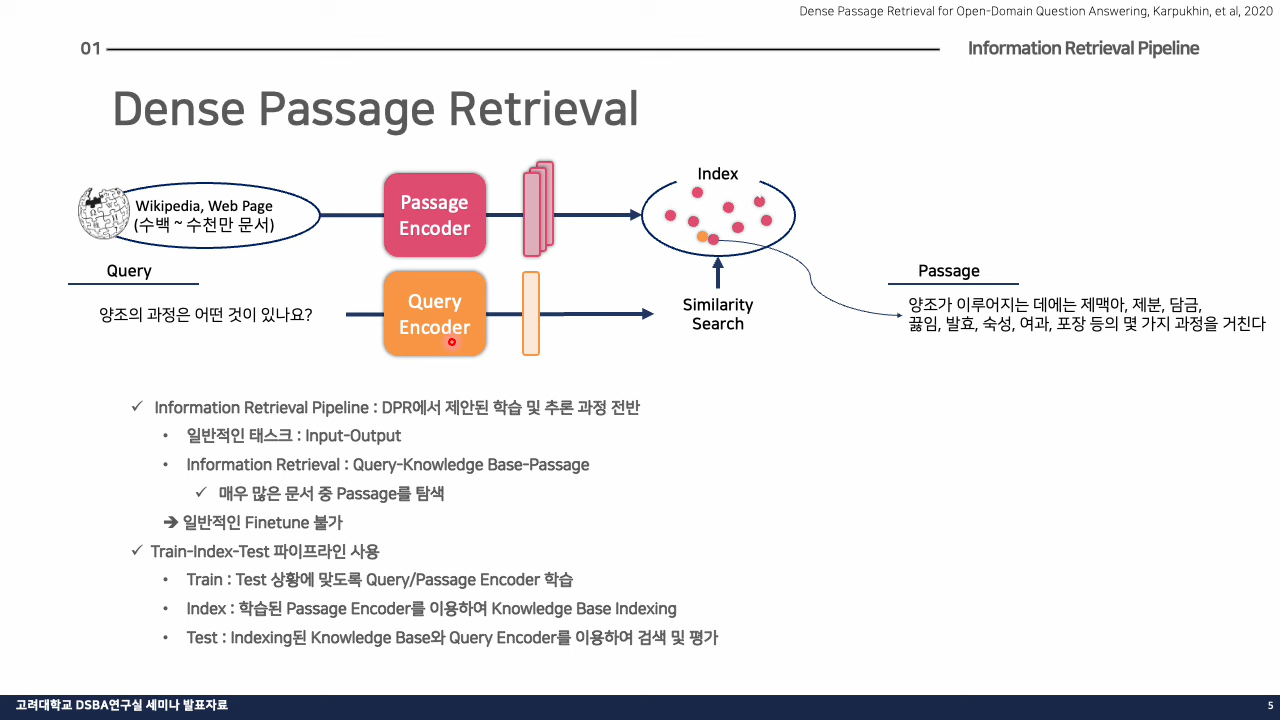 Dense Passage Retrieval for Open-Domain Question Answering, Karpukhin, et al, 2020
01
Information Retrieval Pipeline
Dense Passage Retrieval
Wikipedia, Web Page
(수백 ~ 수천만 문서)
Passage
Encoder
Index
Query
양조의 과정은 어떤 것이 있나요?
Query
Encoder
Similarity
Search
Passage
양조가 이루어지는 데에는 제맥아, 제분, 담금,
끓임, 발효, 숙성, 여과, 포장 등의 몇 가지 과정을 거친다
✓ Information Retrieval Pipeline : DPR에서 제안된 학습 및 추론 과정 전반
• 일반적인 태스크 : Input-Output
• Information Retrieval : Query-Knowledge Base-Passage
✓ 매우 많은 문서 중 Passage를 탐색
➔ 일반적인 Finetune 불가
✓ Train-Index-Test 파이프라인 사용
• Train : Test 상황에 맞도록 Query/Passage Encoder 학습
• Index : 학습된 Passage Encoder를 이용하여 Knowledge Base Indexing
• Test : Indexing된 Knowledge Base와 Query Encoder를 이용하여 검색 및 평가
고려대학교 DSBA연구실 세미나 발표자료
5